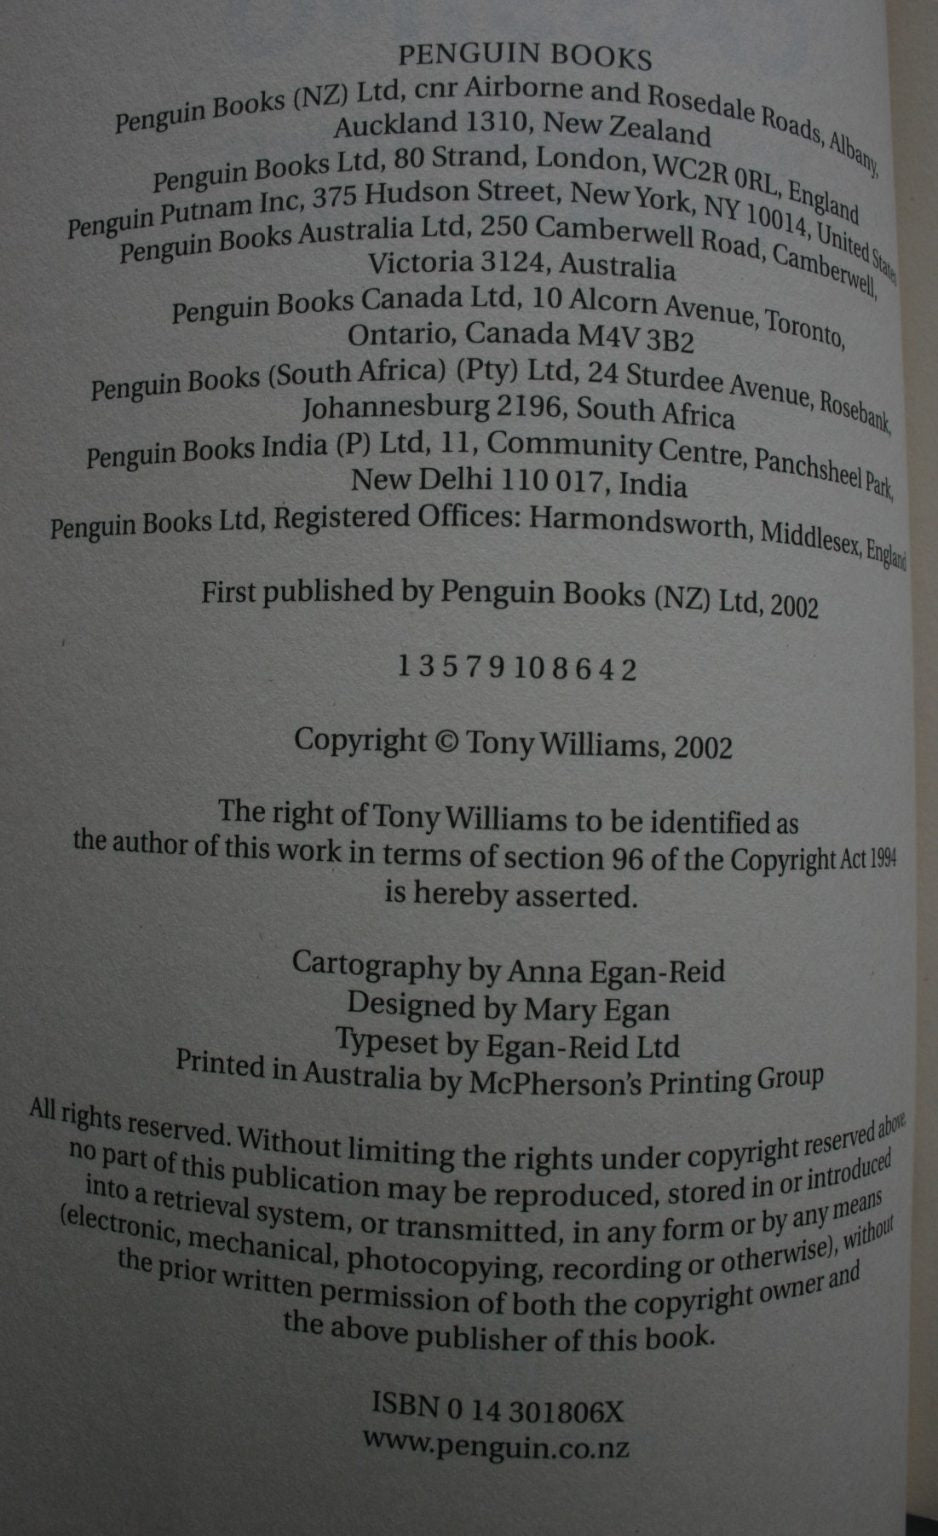 PENGUIN BOOKS
Penguin Books (NZ) Ltd, cnr Airborne and Rosedale Roads, Albany,
Auckland 1310, New Zealand
Penguin Books Ltd, 80 Strand, London, WC2R 0RL, England
Penguin Putnam Inc, 375 Hudson Street, New York, NY 10014, United States
Penguin Books Australia Ltd, 250 Camberwell Road, Camberwell,
Victoria 3124, Australia
Penguin Books Canada Ltd, 10 Alcorn Avenue, Toronto,
Ontario, Canada M4V 3B2
Penguin Books (South Africa) (Pty) Ltd, 24 Sturdee Avenue, Rosebank,
Johannesburg 2196, South Africa
Penguin Books India (P) Ltd, 11, Community Centre, Panchsheel Park,
New Delhi 110 017, India
Penguin Books Ltd, Registered Offices: Harmondsworth, Middlesex, England
First published by Penguin Books (NZ) Ltd, 2002
1 3 5 7 9 10 8 6 4 2
Copyright © Tony Williams, 2002
The right of Tony Williams to be identified as
the author of this work in terms of section 96 of the Copyright Act 1994
is hereby asserted.
Cartography by Anna Egan-Reid
Designed by Mary Egan
Typeset by Egan-Reid Ltd
Printed in Australia by McPherson's Printing Group
All rights reserved. Without limiting the rights under copyright reserved above,
no part of this publication may be reproduced, stored in or introduced
into a retrieval system, or transmitted, in any form or by any means
(electronic, mechanical, photocopying, recording or otherwise), without
the prior written permission of both the copyright owner and
the above publisher of this book.
ISBN 0 14 301806X
www.penguin.co.nz